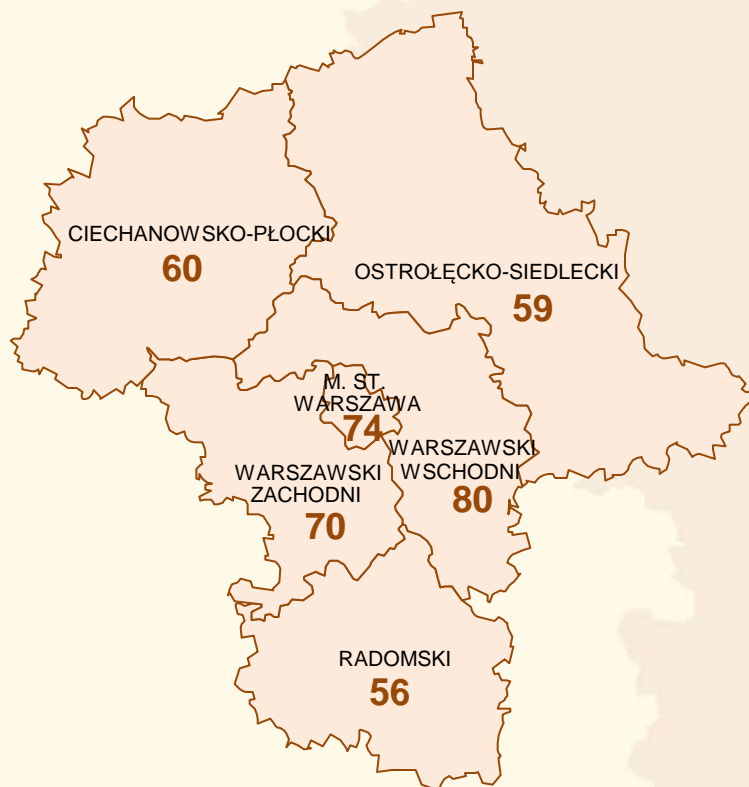 CIECHANOWSKO-PŁOCKI
60
OSTROŁĘCKO-SIEDLECKI
59
M. ST.
WARSZAWA
74
WARSZAWSKI
WSCHODNI
80
WARSZAWSKI
ZACHODNI
70
RADOMSKI
56